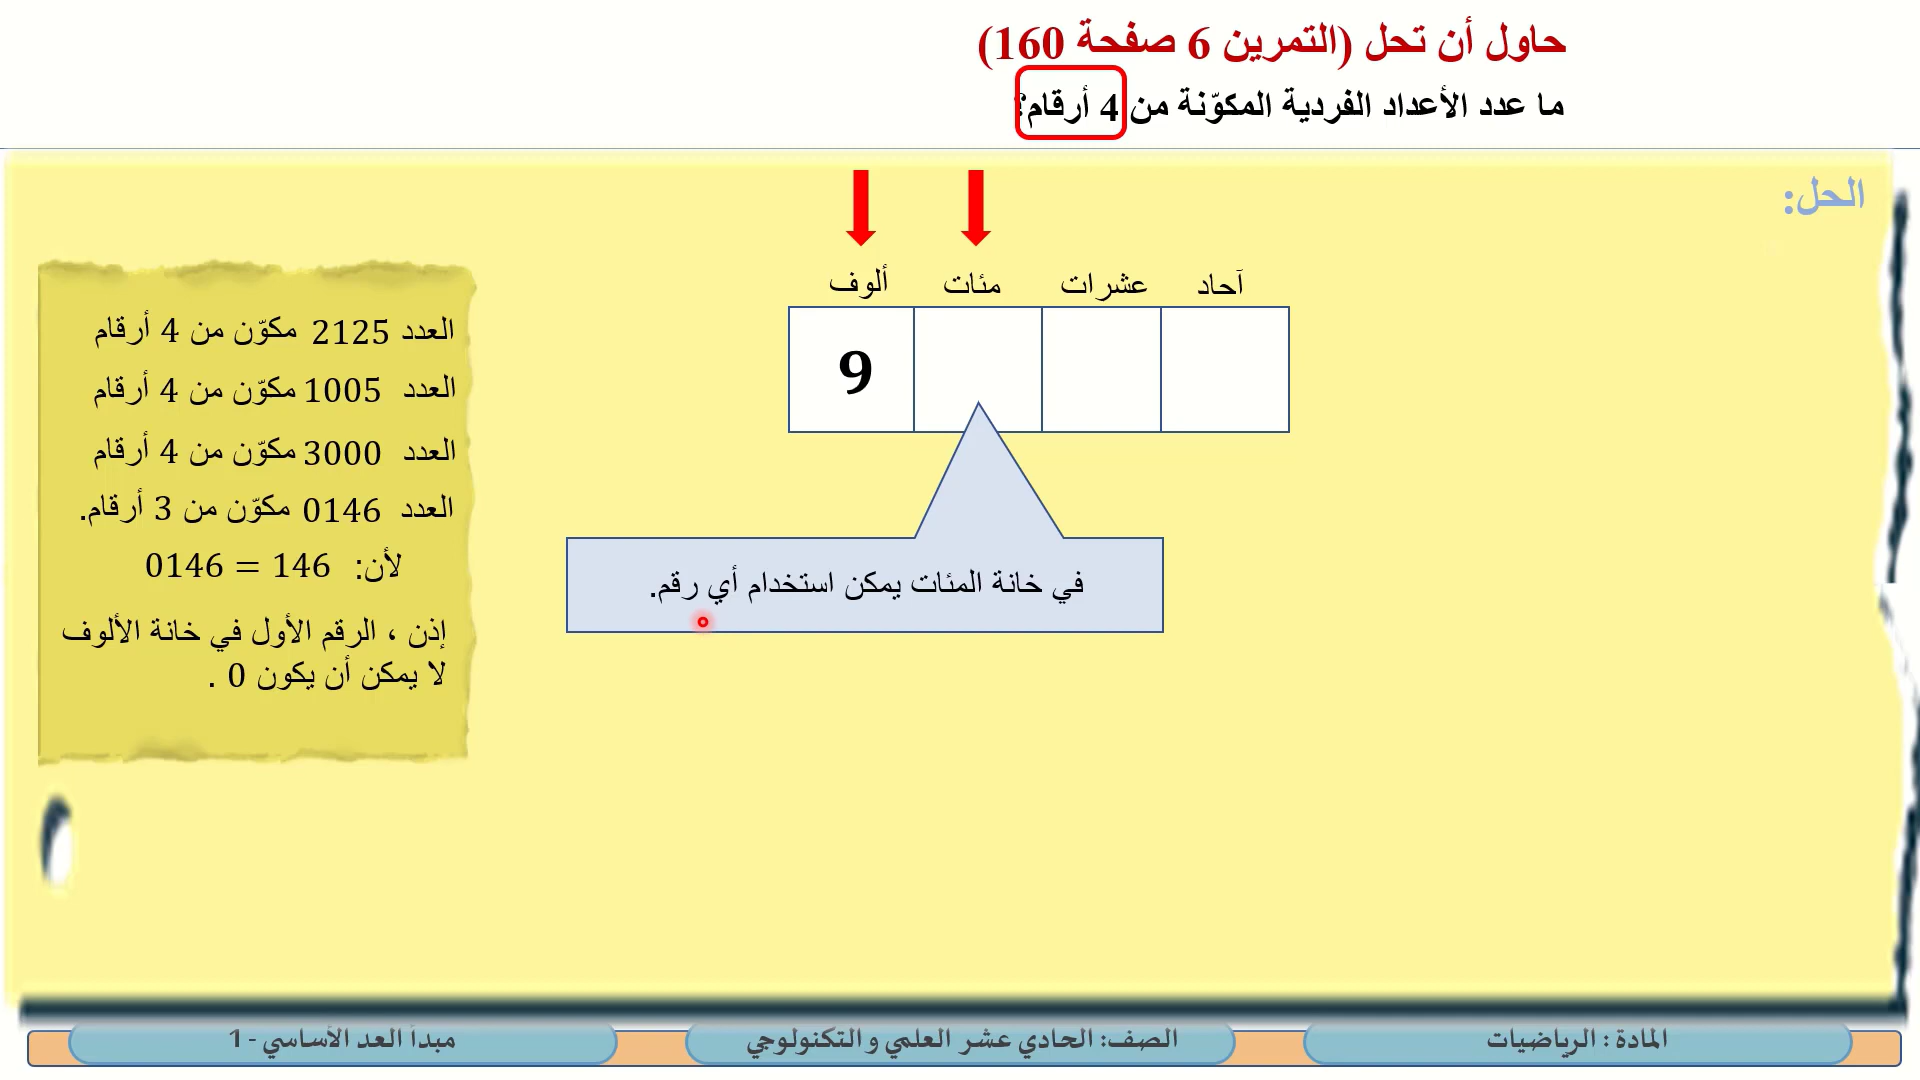 حاول أن تحل (التمرين 6 صفحة 160)
ما عدد الأعداد الفردية المكوّنة من 4 أرقام؟
الحل:
آحاد عشرات مئات ألوف
9
في خانة المئات يمكن استخدام أي رقم.
العدد 2125 مكوّن من 4 أرقام
العدد 1005 مكوّن من 4 أرقام
العدد 3000 مكوّن من 4 أرقام
العدد 0146 مكوّن من 3 أرقام.
لأن: 0146 = 146
إذن ، الرقم الأول في خانة الألوف
لا يمكن أن يكون 0 .
المادة : الرياضيات
الصف: الحادي عشر العلمي و التكنولوجي
مبدأ العد الأساسي - 1